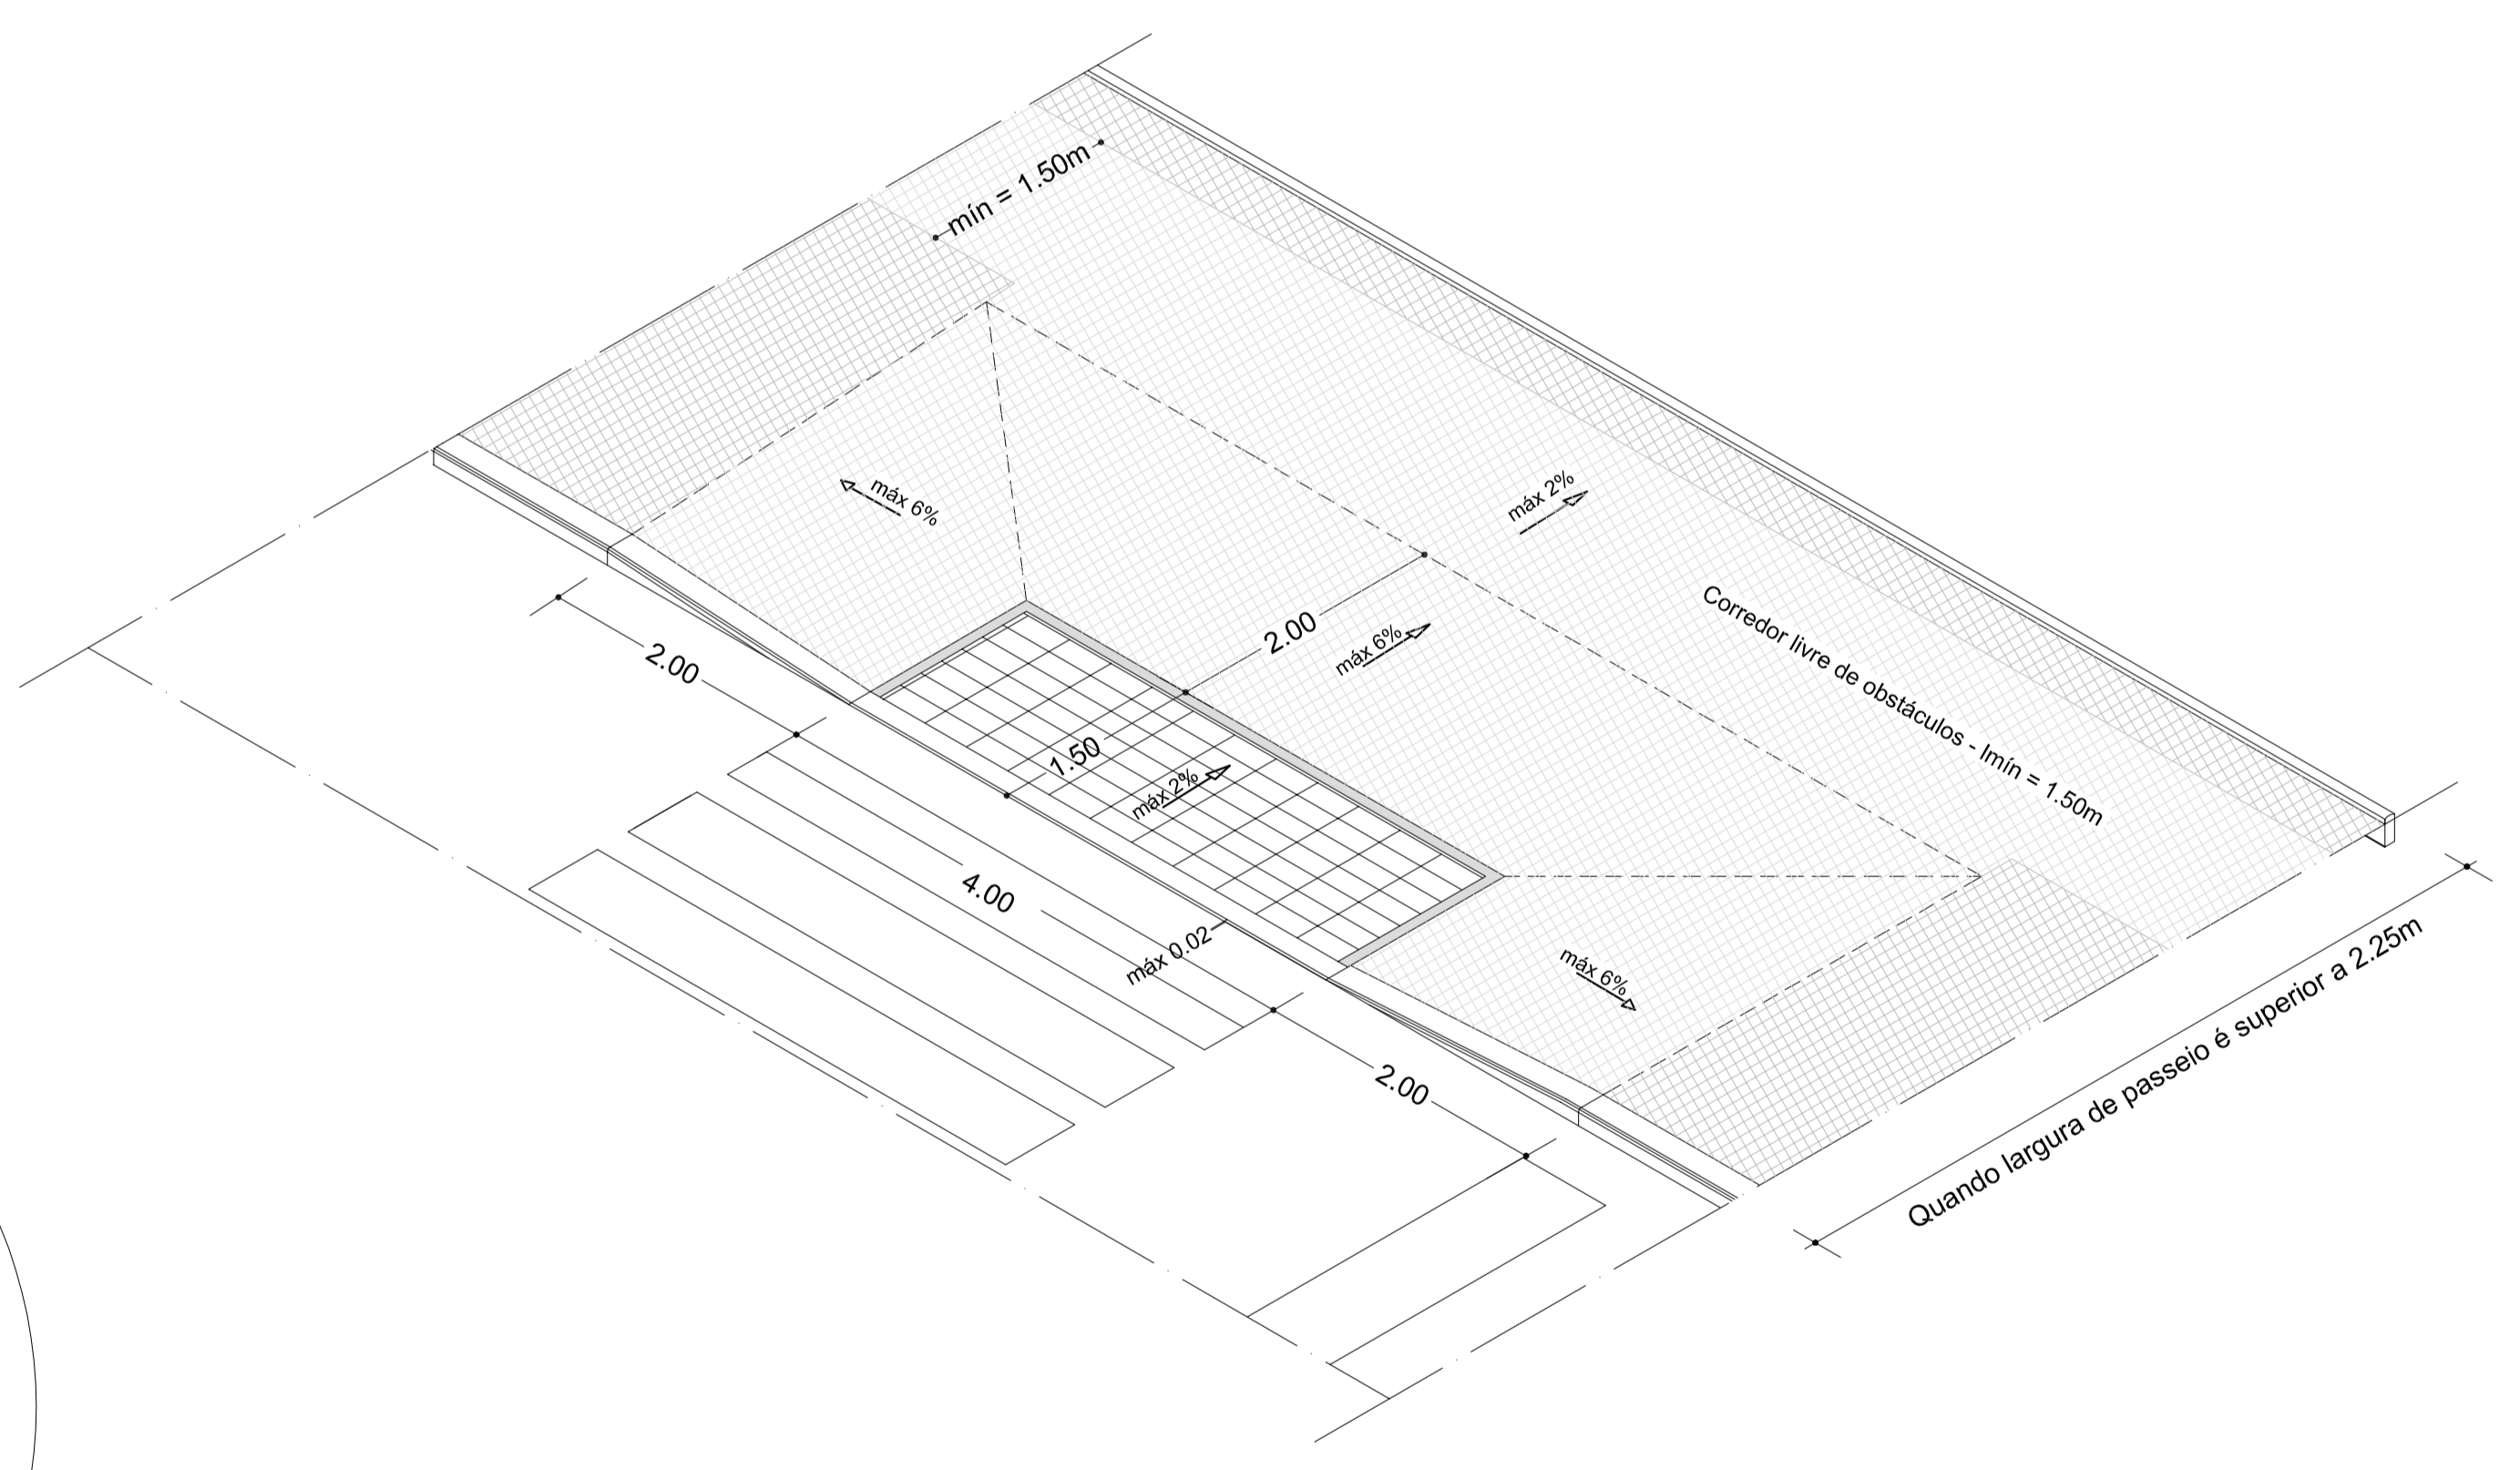 mín = 1.50m
máx 6%
máx 2%
2.00
máx 6%
Corredor livre de obstáculos - lmín = 1.50m
2.00
1.50
máx 2%
4.00
máx 0.02
máx 6%
2.00
Quando largura de passeio é superior a 2.25m